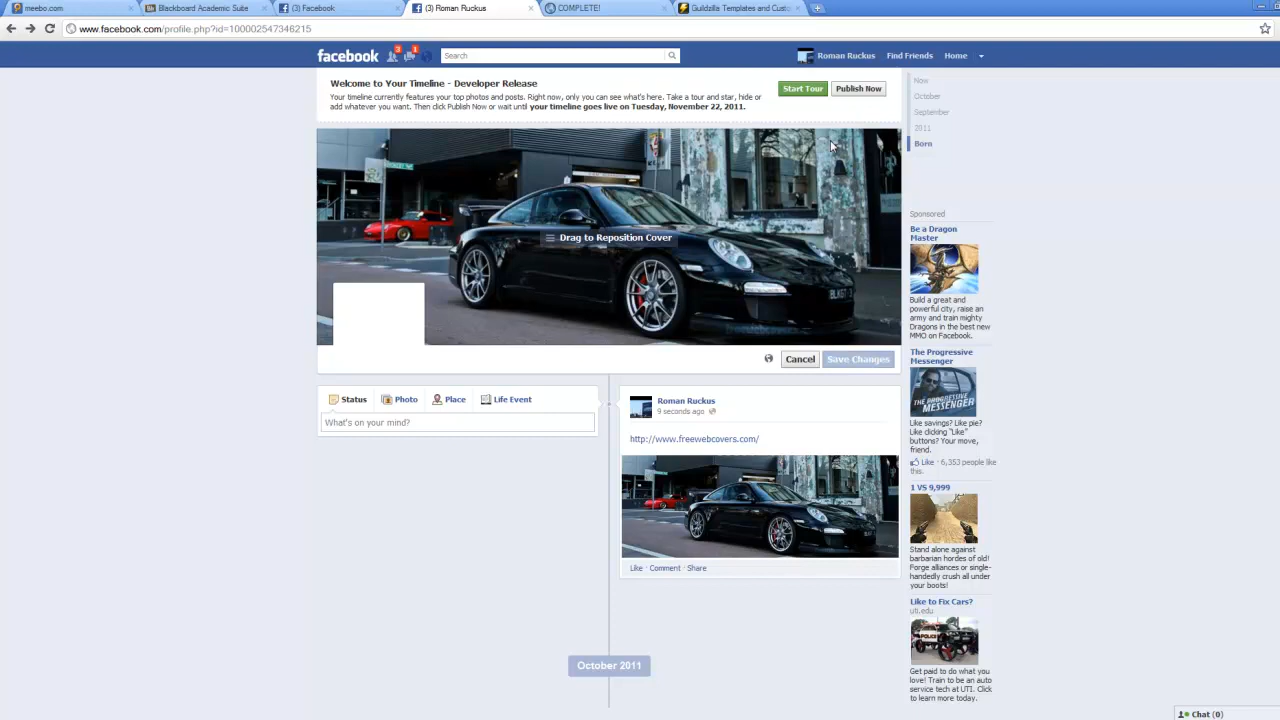 meebo.com
Blackboard Academic Suite
(3) Facebook
(3) Roman Ruckus
COMPLETE!
Guildzilla Templates and Custo
www.facebook.com/profile.php?id=100002547346215
facebook
3
1
Search
Roman Ruckus
Find Friends
Home
Welcome to Your Timeline - Developer Release
Your timeline currently features your top photos and posts. Right now, only you can see what's here. Take a tour and star, hide or
add whatever you want. Then click Publish Now or wait until your timeline goes live on Tuesday, November 22, 2011.
Start Tour
Publish Now
Now
October
September
2011
Born
Drag to Reposition Cover
Cancel
Save Changes
Status
Photo
Place
Life Event
What's on your mind?
Roman Ruckus
9 seconds ago
http://www.freewebcovers.com/
Like · Comment · Share
October 2011
Sponsored
Be a Dragon
Master
Build a great and
powerful city, raise an
army and train mighty
Dragons in the best new
MMO on Facebook.
The Progressive
Messenger
THE PROGRESSIVE
MESSENGER
Like savings? Like pie?
Like clicking "Like"
buttons? Your move,
friend.
Like · 6,353 people like
this.
1 VS 9,999
Stand alone against
barbarian hordes of old!
Forge alliances or single-
handedly crush all under
your boots!
Like to Fix Cars?
uti.edu
POLICE
Get paid to do what you
love! Train to be an auto
service tech at UTI. Click
to learn more today.
Chat (0)